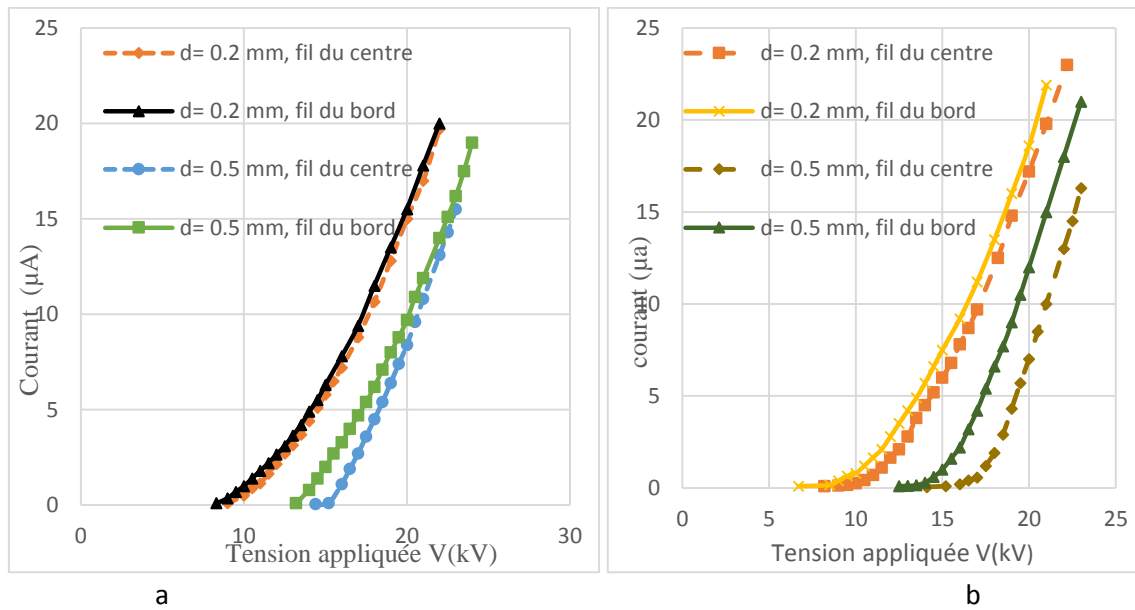 25
20
15
10
5
0
Courant (µA)
d= 0.2 mm, fil du centre
d= 0.2 mm, fil du bord
d= 0.5 mm, fil du centre
d= 0.5 mm, fil du bord
0 10 20 30
Tension appliquée V(kV)
a
25
20
15
10
5
0
courant (µa)
d= 0.2 mm, fil du centre
d= 0.2 mm, fil du bord
d= 0.5 mm, fil du centre
d= 0.5 mm, fil du bord
0 5 10 15 20 25
Tension appliquée V(kV)
b